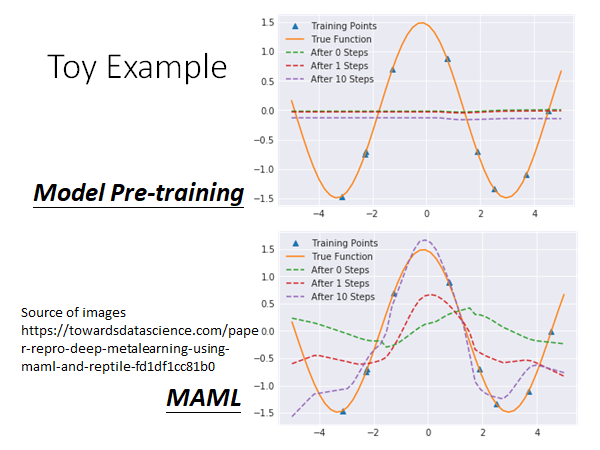 Toy Example
Model Pre-training
1.5
1.0
0.5
0.0
−0.5
−1.0
−1.5
−4
−2
0
2
4
Training Points
True Function
After 0 Steps
After 1 Steps
After 10 Steps
Source of images
https://towardsdatascience.com/pape
r-repro-deep-metalearning-using-
maml-and-reptile-fd1df1cc81b0
MAML
1.5
1.0
0.5
0.0
−0.5
−1.0
−1.5
−4
−2
0
2
4
Training Points
True Function
After 0 Steps
After 1 Steps
After 10 Steps